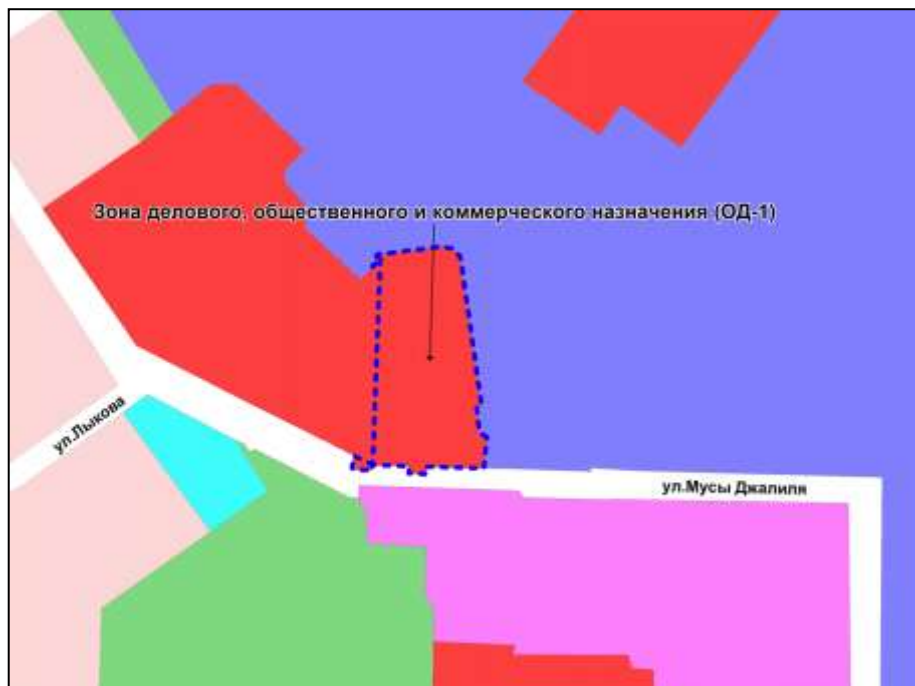 Зона делового, общественного и коммерческого назначения (ОД-1)
ул.Лыкова
ул.Мусы Джалиля